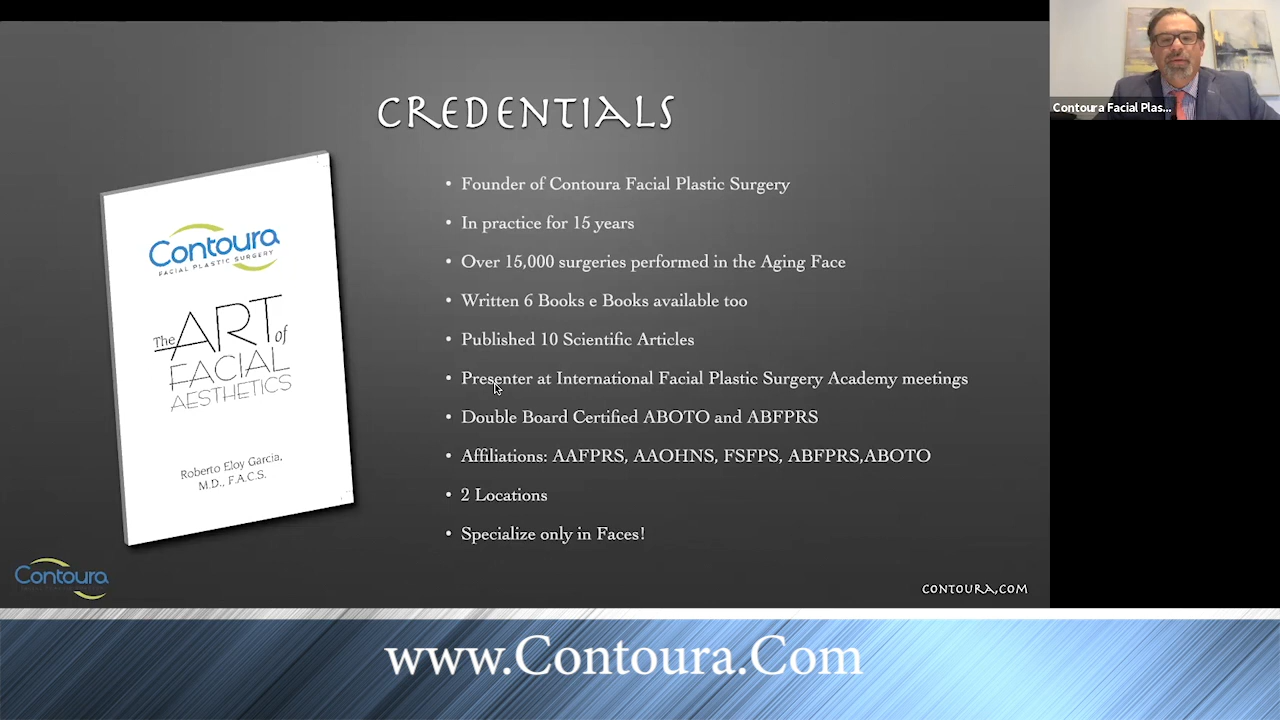 CREDENTIALS
Contoura
FACIAL PLASTIC SURGERY
The ART of
FACIAL
AESTHETICS
Roberto Eloy Garcia,
M.D., F.A.C.S.
• Founder of Contoura Facial Plastic Surgery
• In practice for 15 years
• Over 15,000 surgeries performed in the Aging Face
• Written 6 Books e Books available too
• Published 10 Scientific Articles
• Presenter at International Facial Plastic Surgery Academy meetings
• Double Board Certified ABOTO and ABFPRS
• Affiliations: AAFPRS, AAOHNS, FSFPS, ABFPRS,ABOTO
• 2 Locations
• Specialize only in Faces!
Contoura
CONTOURA.COM
Contoura Facial Plas...
www.Contoura.Com